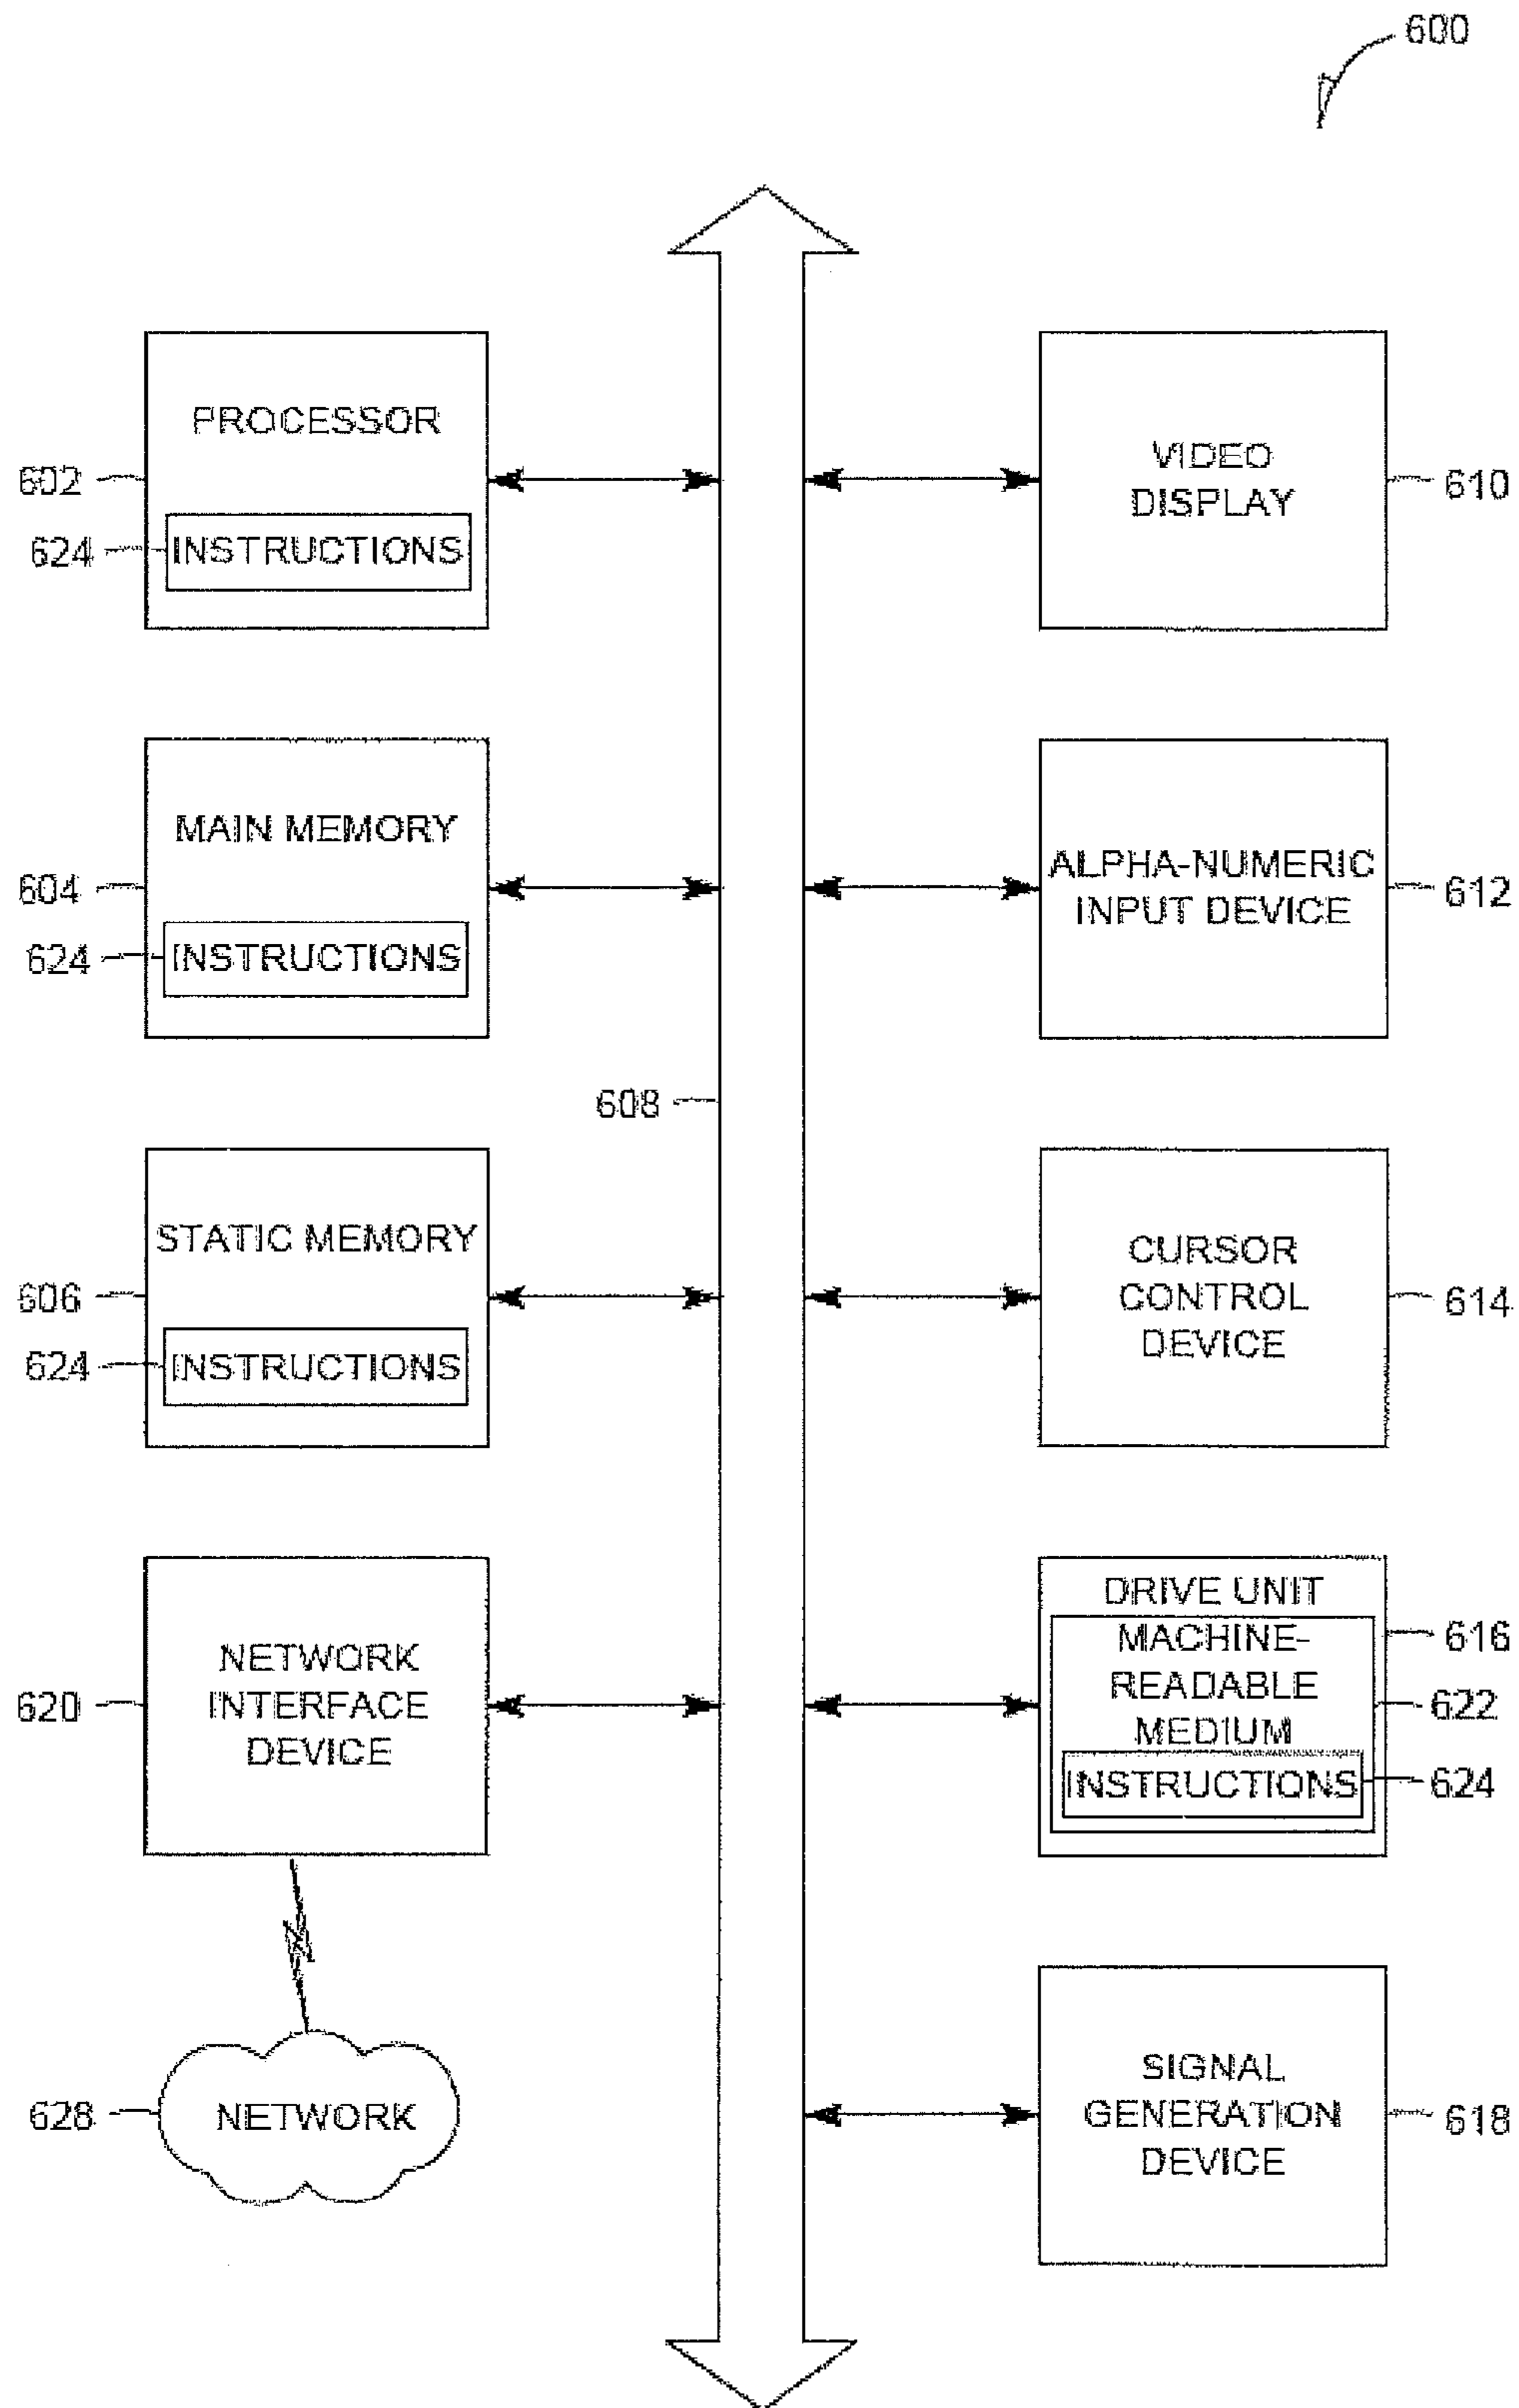 600
PROCESSOR
602
624
INSTRUCTIONS
VIDEO
DISPLAY
610
MAIN MEMORY
604
624
INSTRUCTIONS
ALPHA-NUMERIC
INPUT DEVICE
612
608
STATIC MEMORY
606
624
INSTRUCTIONS
CURSOR
CONTROL
DEVICE
614
NETWORK
INTERFACE
DEVICE
620
DRIVE UNIT
616
MACHINE-
READABLE
MEDIUM
622
INSTRUCTIONS
624
628
NETWORK
SIGNAL
GENERATION
DEVICE
618